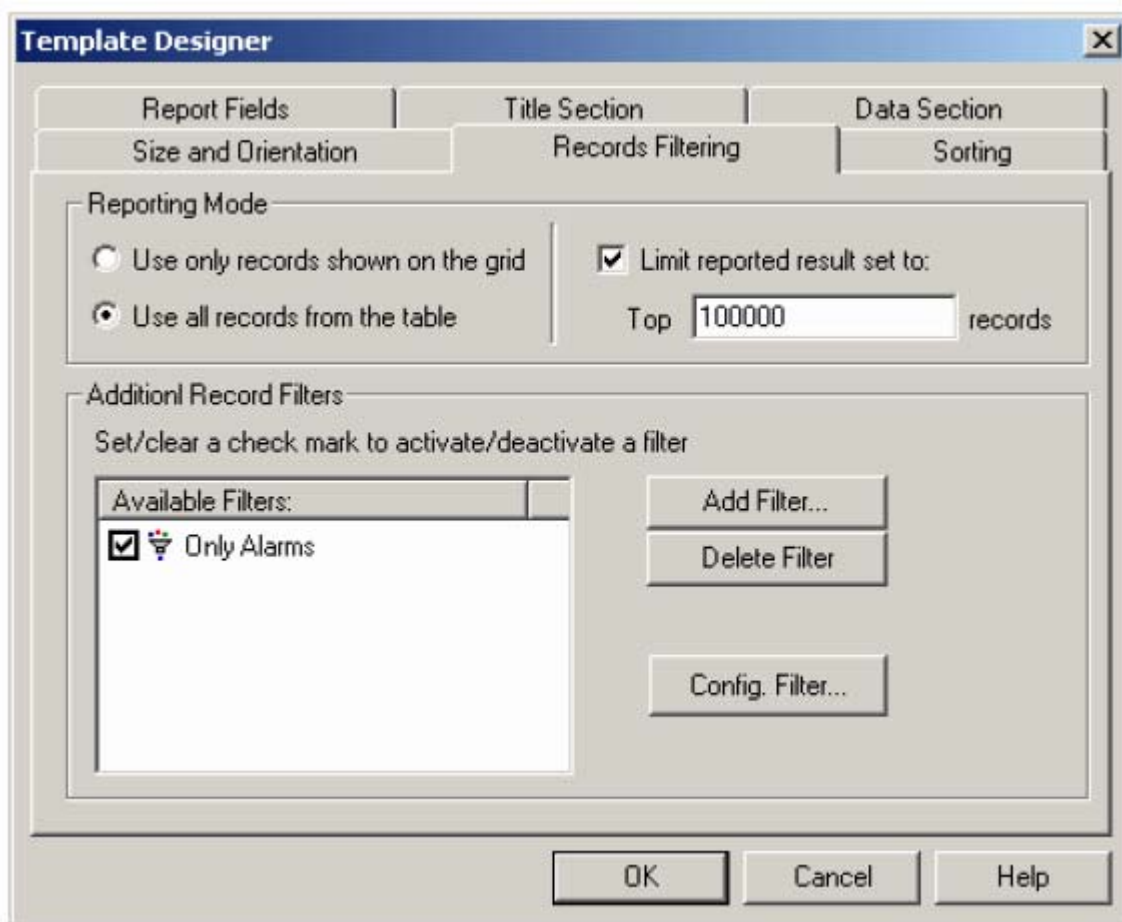 Template Designer
Report Fields Title Section Data Section
Size and Orientation Records Filtering Sorting
Reporting Mode
Use only records shown on the grid Limit reported result set to:
Use all records from the table Top 100000 records
Additionl Record Filters
Set/clear a check mark to activate/deactivate a filter
Available Filters: Add Filter...
Only Alarms Delete Filter
Config. Filter...
OK Cancel Help